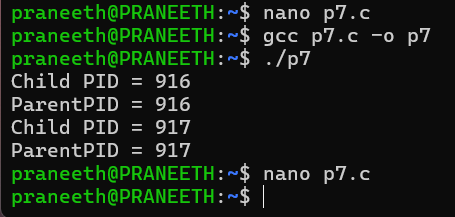 praneeth@PRANEETH:~$ nano p7.c
praneeth@PRANEETH:~$ gcc p7.c -o p7
praneeth@PRANEETH:~$ ./p7
Child PID = 916
ParentPID = 916
Child PID = 917
ParentPID = 917
praneeth@PRANEETH:~$ nano p7.c
praneeth@PRANEETH:~$